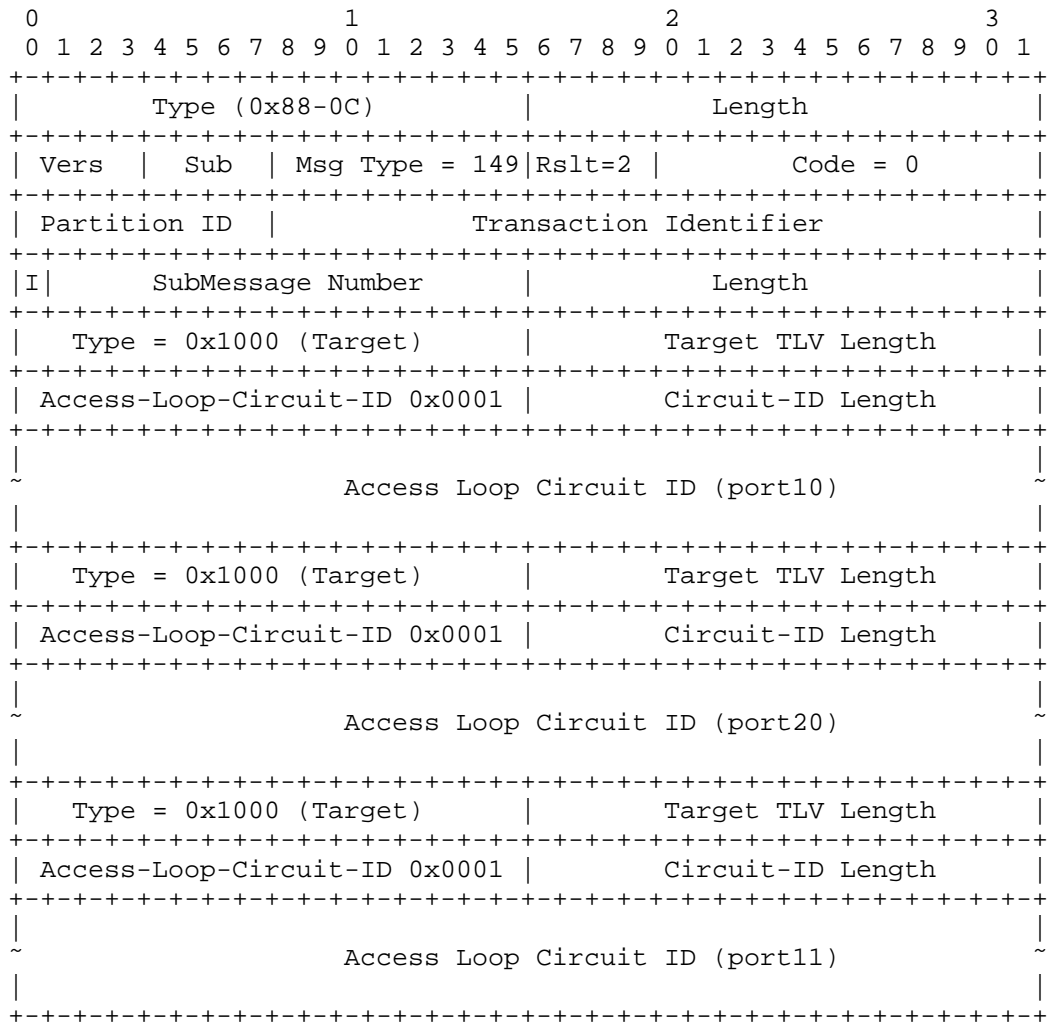 0                   1                   2                   3
 0 1 2 3 4 5 6 7 8 9 0 1 2 3 4 5 6 7 8 9 0 1 2 3 4 5 6 7 8 9 0 1
+-+-+-+-+-+-+-+-+-+-+-+-+-+-+-+-+-+-+-+-+-+-+-+-+-+-+-+-+-+-+-+-+
|        Type (0x88-0C)         |           Length              |
+-+-+-+-+-+-+-+-+-+-+-+-+-+-+-+-+-+-+-+-+-+-+-+-+-+-+-+-+-+-+-+-+
| Vers  |  Sub  | Msg Type = 149|Rslt=2 |        Code = 0       |
+-+-+-+-+-+-+-+-+-+-+-+-+-+-+-+-+-+-+-+-+-+-+-+-+-+-+-+-+-+-+-+-+
| Partition ID  |            Transaction Identifier             |
+-+-+-+-+-+-+-+-+-+-+-+-+-+-+-+-+-+-+-+-+-+-+-+-+-+-+-+-+-+-+-+-+
|I|      SubMessage Number      |           Length              |
+-+-+-+-+-+-+-+-+-+-+-+-+-+-+-+-+-+-+-+-+-+-+-+-+-+-+-+-+-+-+-+-+
|   Type = 0x1000 (Target)      |        Target TLV Length      |
+-+-+-+-+-+-+-+-+-+-+-+-+-+-+-+-+-+-+-+-+-+-+-+-+-+-+-+-+-+-+-+-+
| Access-Loop-Circuit-ID 0x0001 |        Circuit-ID Length      |
+-+-+-+-+-+-+-+-+-+-+-+-+-+-+-+-+-+-+-+-+-+-+-+-+-+-+-+-+-+-+-+-+
|                                                               |
~                    Access Loop Circuit ID (port10)            ~
|                                                               |
+-+-+-+-+-+-+-+-+-+-+-+-+-+-+-+-+-+-+-+-+-+-+-+-+-+-+-+-+-+-+-+-+
|   Type = 0x1000 (Target)      |        Target TLV Length      |
+-+-+-+-+-+-+-+-+-+-+-+-+-+-+-+-+-+-+-+-+-+-+-+-+-+-+-+-+-+-+-+-+
| Access-Loop-Circuit-ID 0x0001 |        Circuit-ID Length      |
+-+-+-+-+-+-+-+-+-+-+-+-+-+-+-+-+-+-+-+-+-+-+-+-+-+-+-+-+-+-+-+-+
|                                                               |
~                    Access Loop Circuit ID (port20)            ~
|                                                               |
+-+-+-+-+-+-+-+-+-+-+-+-+-+-+-+-+-+-+-+-+-+-+-+-+-+-+-+-+-+-+-+-+
|   Type = 0x1000 (Target)      |        Target TLV Length      |
+-+-+-+-+-+-+-+-+-+-+-+-+-+-+-+-+-+-+-+-+-+-+-+-+-+-+-+-+-+-+-+-+
| Access-Loop-Circuit-ID 0x0001 |        Circuit-ID Length      |
+-+-+-+-+-+-+-+-+-+-+-+-+-+-+-+-+-+-+-+-+-+-+-+-+-+-+-+-+-+-+-+-+
|                                                               |
~                    Access Loop Circuit ID (port11)            ~
|                                                               |
+-+-+-+-+-+-+-+-+-+-+-+-+-+-+-+-+-+-+-+-+-+-+-+-+-+-+-+-+-+-+-+-+